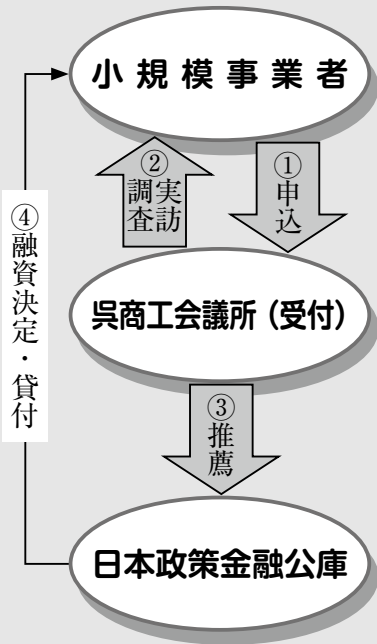 小規模事業者
①申込
②実訪調査
呉商工会議所（受付）
③推薦
日本政策金融公庫
④融資決定・貸付